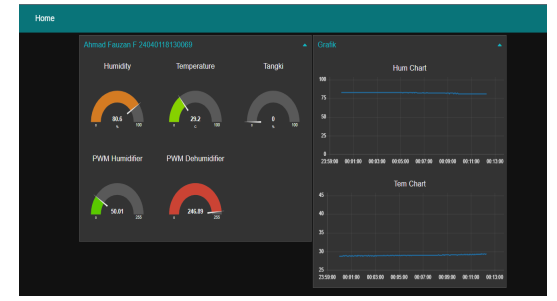 Home
Ahmad Fauzan F 24040118130069
Humidity
Temperature
Tangki
80.6
0
%
100
29.2
0
C
100
0
0
%
100
PWM Humidifier
PWM Dehumidifier
50.01
0
255
246.89
0
255
Grafik
Hum Chart
100
75
50
25
0
23:59:00 00:01:00 00:03:00 00:05:00 00:07:00 00:09:00 00:11:00 00:13:00
Tem Chart
45
40
35
30
25
23:59:00 00:01:00 00:03:00 00:05:00 00:07:00 00:09:00 00:11:00 00:13:00